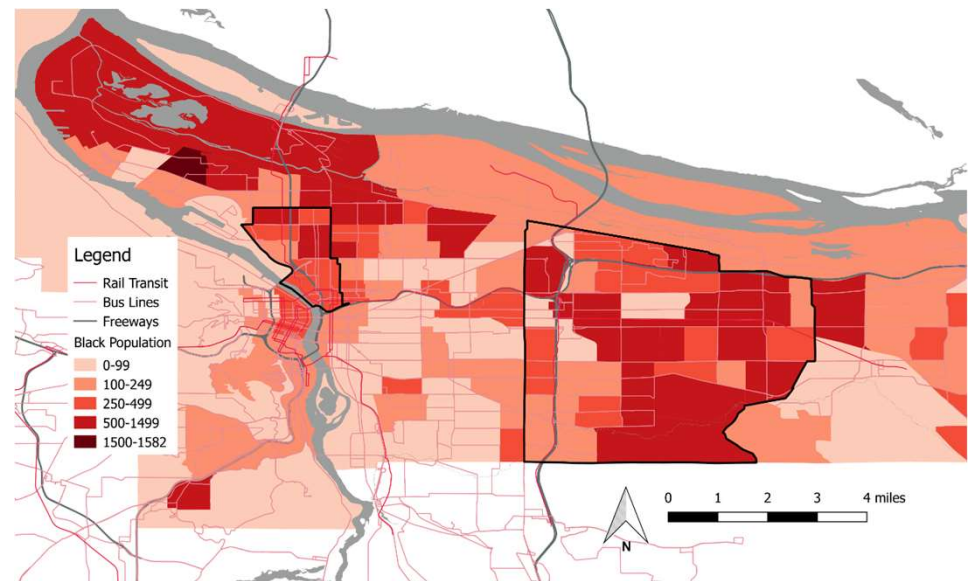 Legend
Rail Transit
Bus Lines
Freeways
Black Population
0-99
100-249
250-499
500-1499
1500-1582
0 1 2 3 4 miles
N